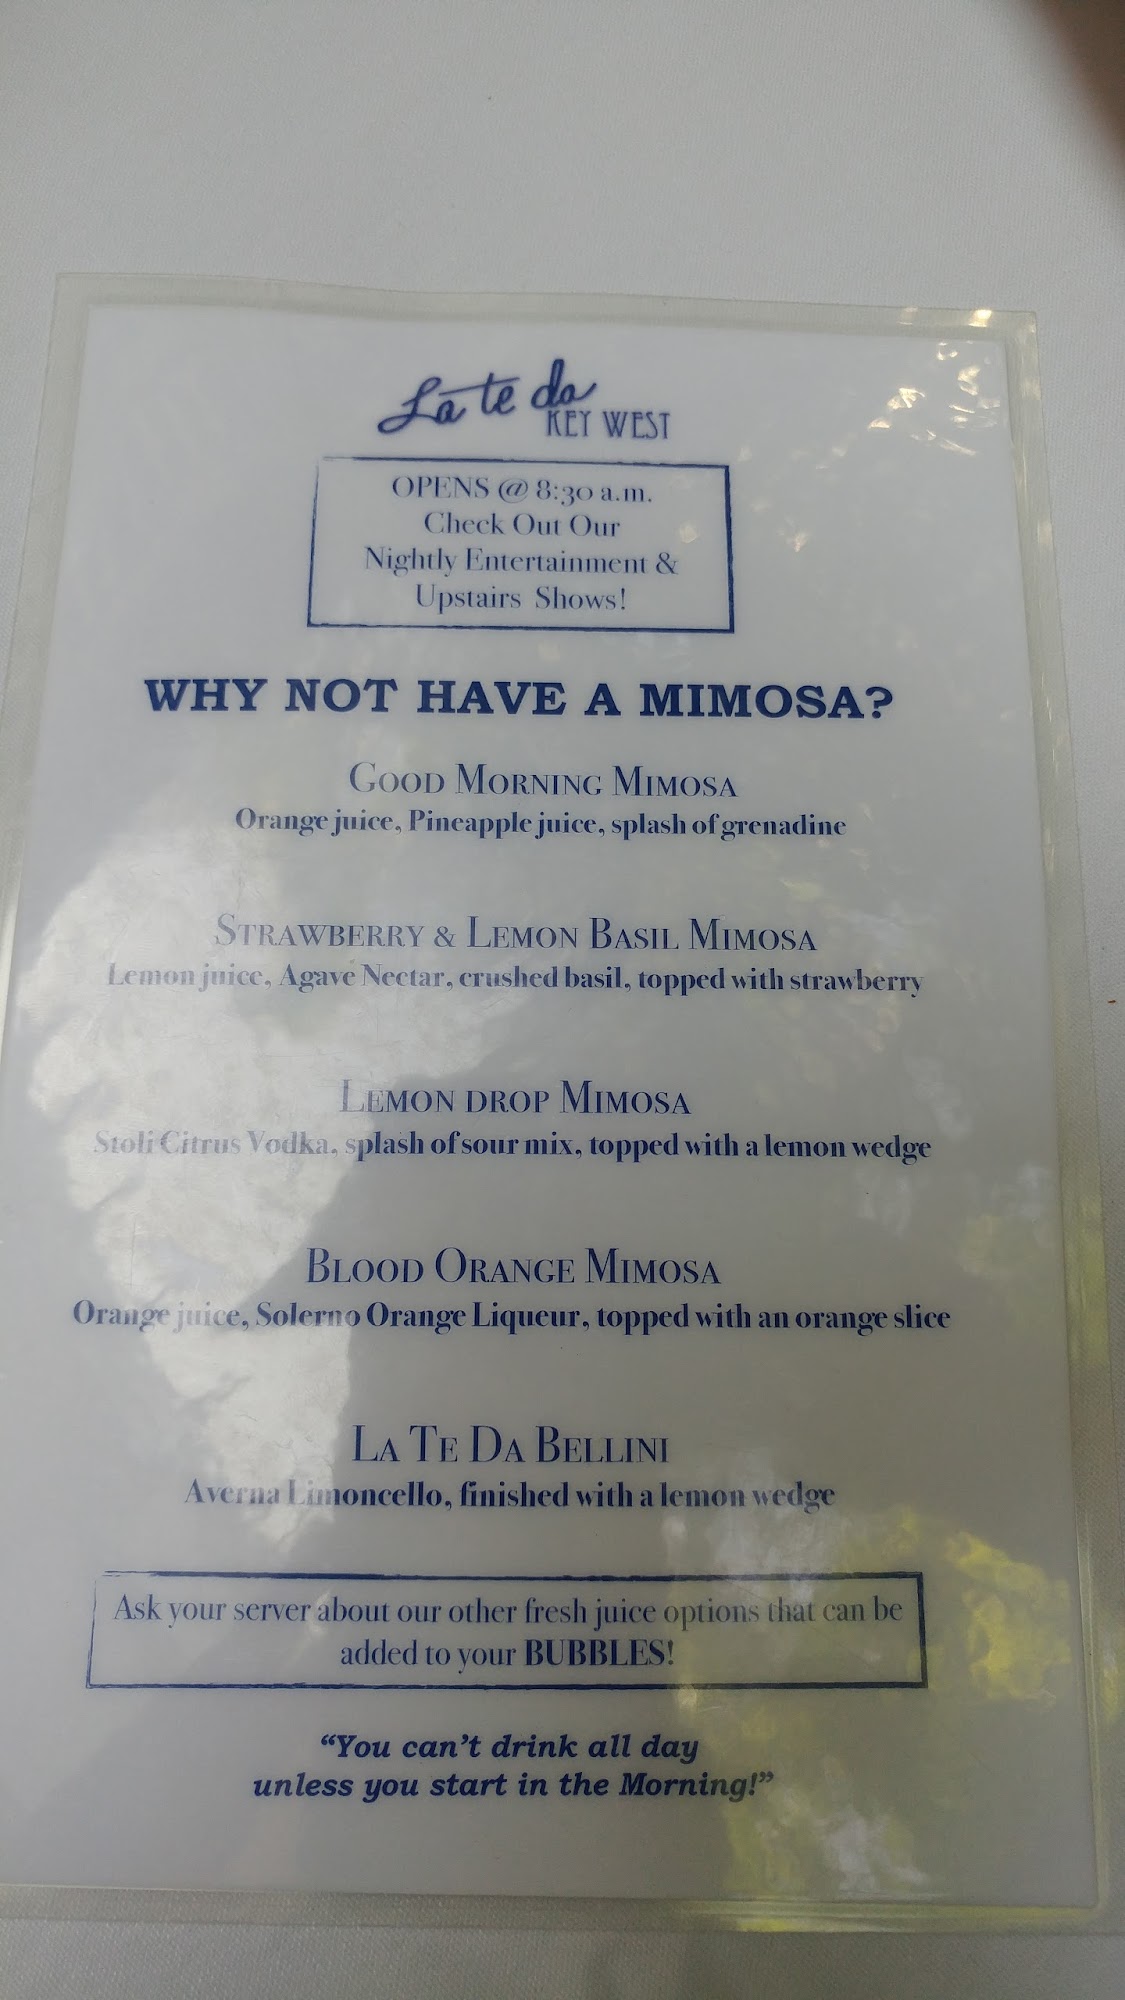 La te da
KEY WEST
OPENS @ 8:30 a.m.
Check Out Our
Nightly Entertainment &
Upstairs Shows!
WHY NOT HAVE A MIMOSA?
GOOD MORNING MIMOSA
Orange juice, Pineapple juice, splash of grenadine
STRAWBERRY & LEMON BASIL MIMOSA
Lemon juice, Agave Nectar, crushed basil, topped with strawberry
LEMON DROP MIMOSA
Stoli Citrus Vodka, splash of sour mix, topped with a lemon wedge
BLOOD ORANGE MIMOSA
Orange juice, Solerno Orange Liqueur, topped with an orange slice
LA TE DA BELLINI
Averna Limoncello, finished with a lemon wedge
Ask your server about our other fresh juice options that can be
added to your BUBBLES!
“You can’t drink all day
unless you start in the Morning!”